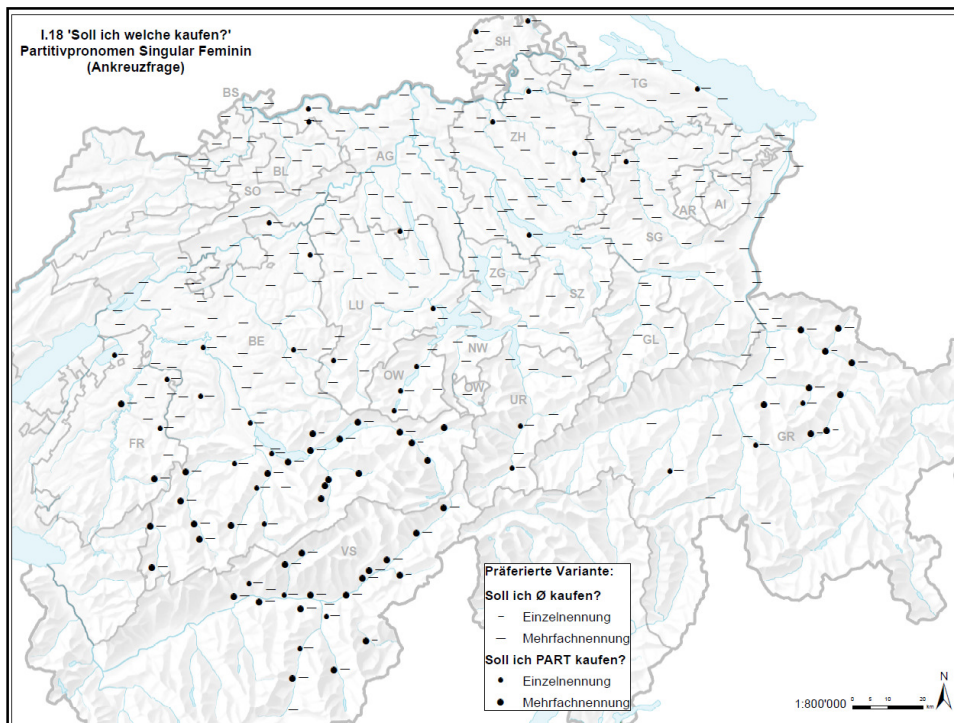 I.18 'Soll ich welche kaufen?'
Partitivpronomen Singular Feminin
(Ankreuzfrage)
SH
TG
BS
ZH
AG
BL
SO
SG
AR
AI
SG
ZG
LU
SZ
BE
NW
GL
OW
OW
UR
FR
GR
VS
Präferierte Variante:
Soll ich Ø kaufen?
Einzelnennung
Mehrfachnennung
Soll ich PART kaufen?
Einzelnennung
Mehrfachnennung
N
1:800'000
0 5 10 20
km